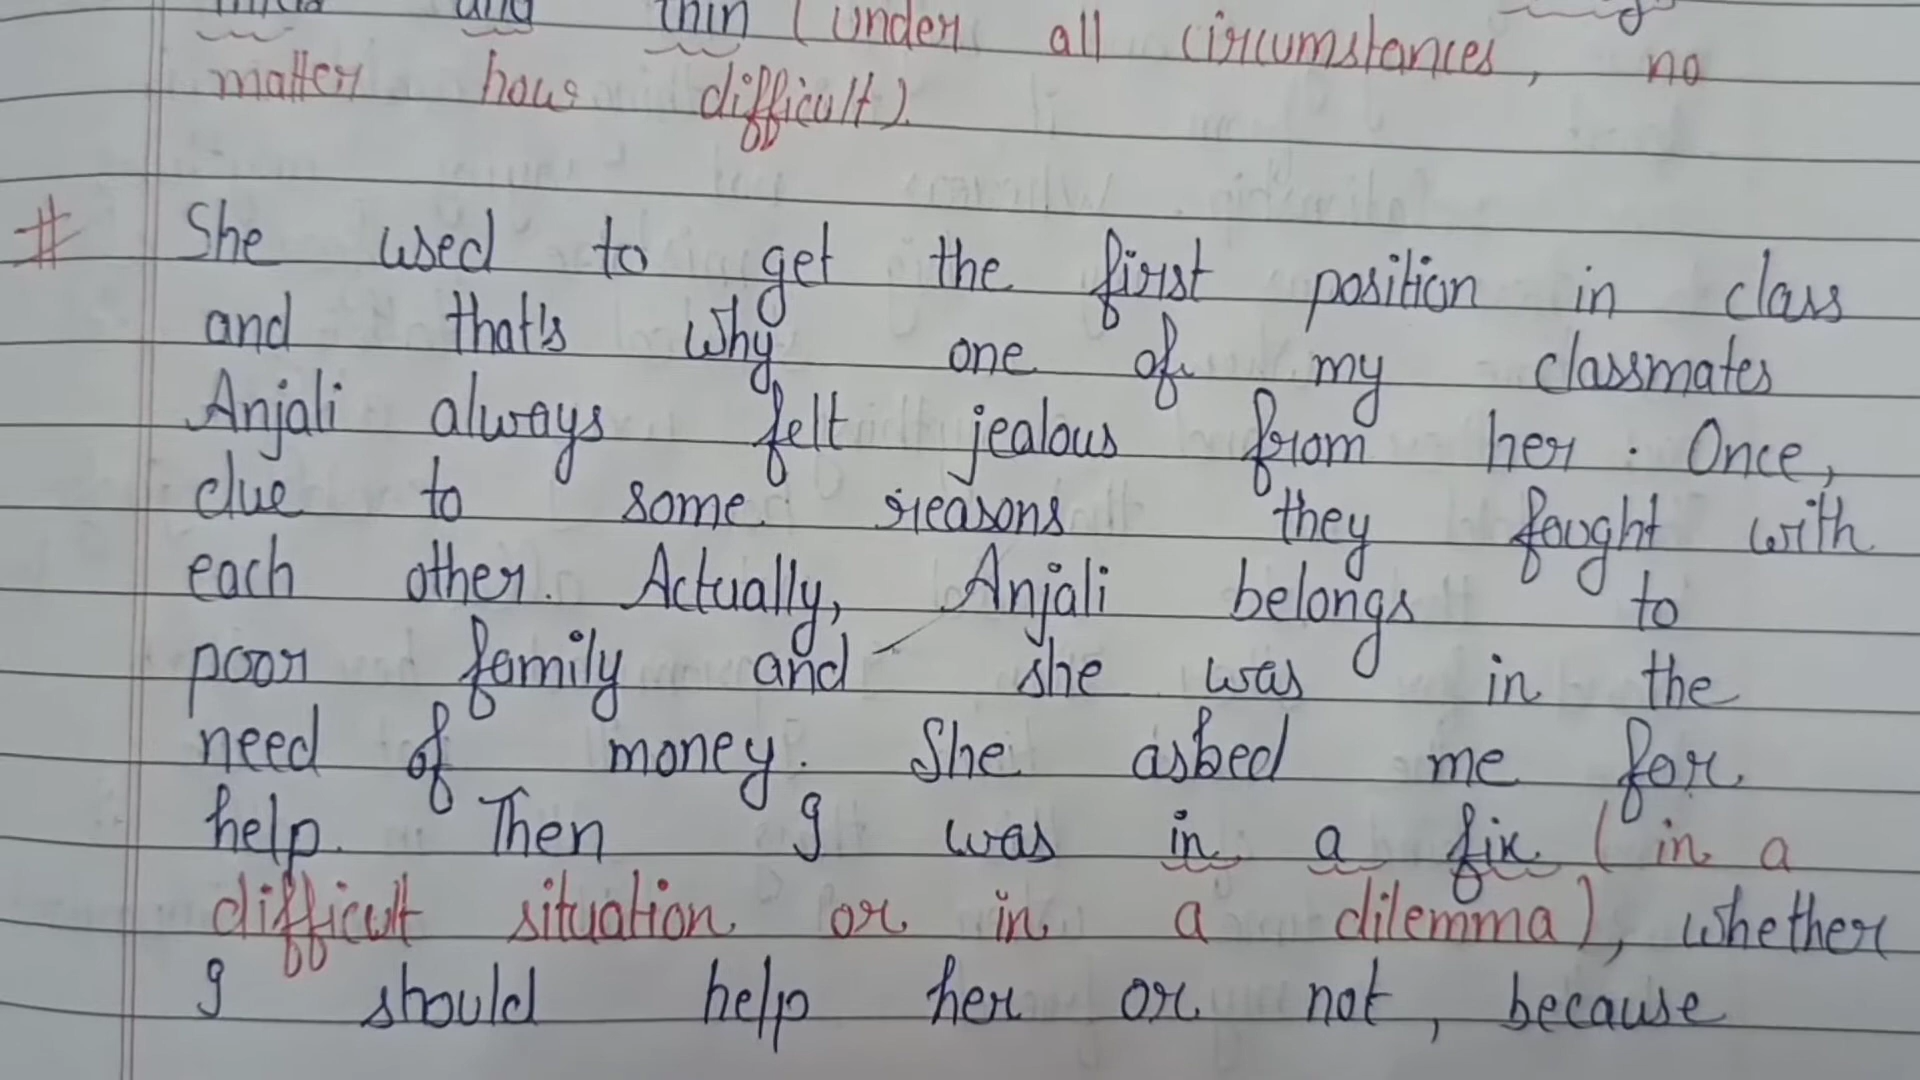 and thin (under all circumstances, no
matter how difficult).
# She used to get the first position in class
and that's why one of my classmates
Anjali always felt jealous from her. Once,
due to some reasons they fought with
each other. Actually, Anjali belongs to
poor family and she was in the
need of money. She asked me for
help. Then I was in a fix (in a
difficult situation or in a dilemma), whether
I should help her or not, because